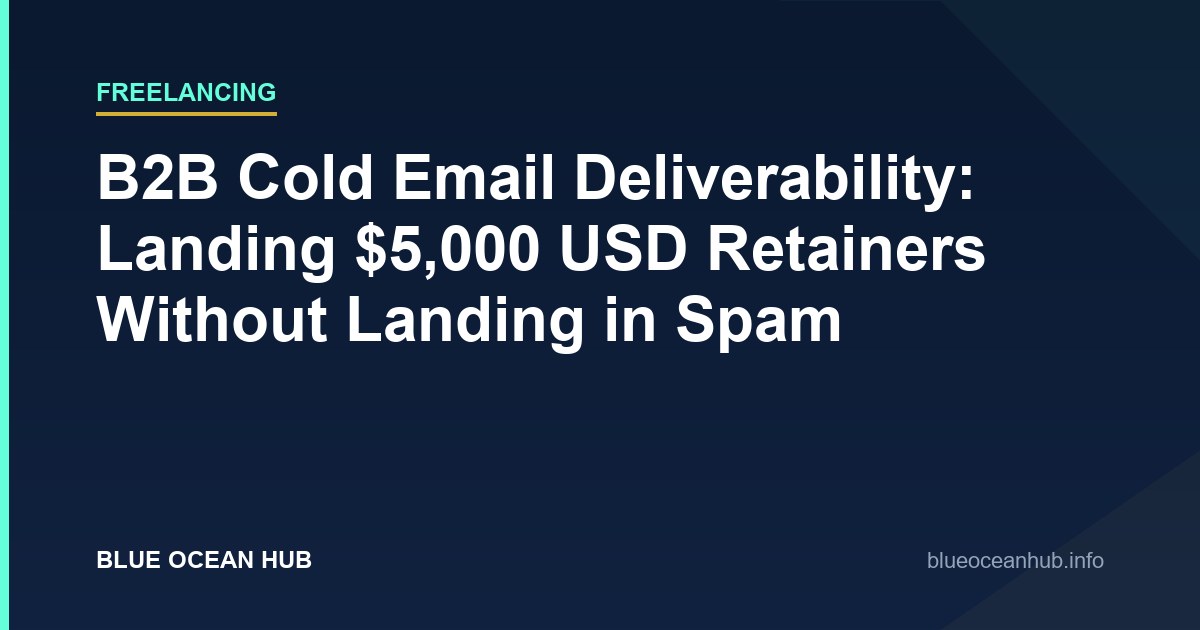 FREELANCING
B2B Cold Email Deliverability:
Landing $5,000 USD Retainers
Without Landing in Spam
BLUE OCEAN HUB
blueoceanhub.info